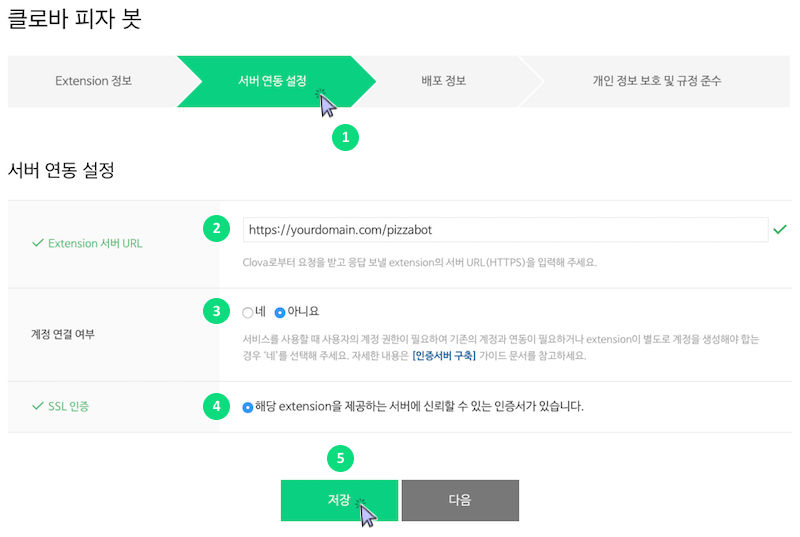 클로바 피자 봇
Extension 정보
서버 연동 설정
배포 정보
개인 정보 보호 및 규정 준수
1
서버 연동 설정
Extension 서버 URL
2
https://yourdomain.com/pizzabot
Clova로부터 요청을 받고 응답 보낼 extension의 서버 URL(HTTPS)을 입력해 주세요.
계정 연결 여부
3
네 아니요
서비스를 사용할 때 사용자의 계정 권한이 필요하여 기존의 계정과 연동이 필요하거나 extension이 별도로 계정을 생성해야 합는
경우 '네'를 선택해 주세요. 자세한 내용은 [인증서버 구축] 가이드 문서를 참고하세요.
SSL 인증
4
해당 extension을 제공하는 서버에 신뢰할 수 있는 인증서가 있습니다.
5
저장
다음